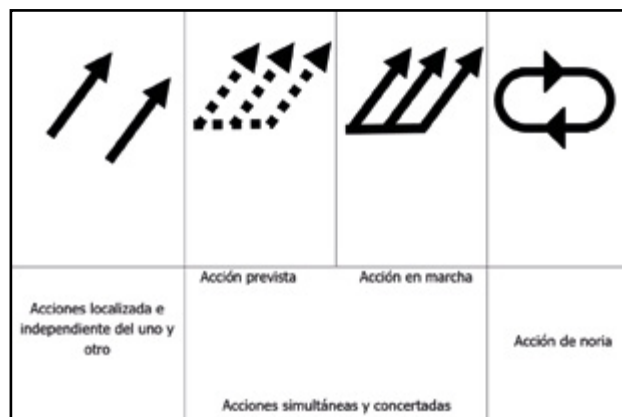 Acción prevista
Acción en marcha
Acciones localizada e
independiente del uno y
otro
Acción de noria
Acciones simultáneas y concertadas